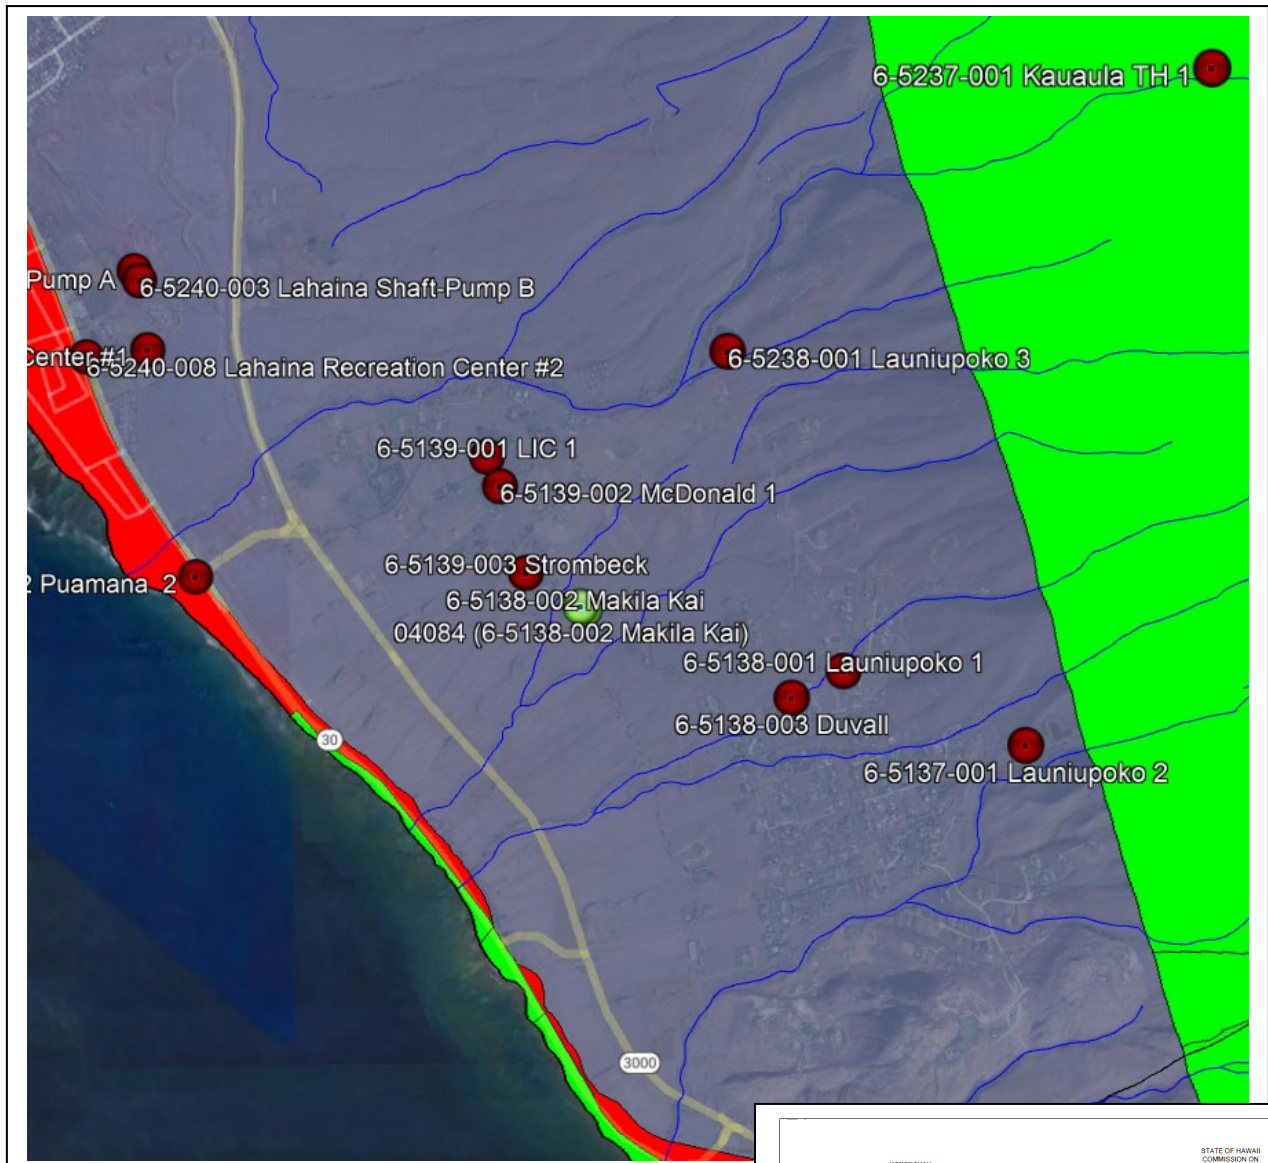 6-5237-001 Kauaula TH 1
Pump A
6-5240-003 Lahaina Shaft-Pump B
Center #1
6-5240-008 Lahaina Recreation Center #2
6-5238-001 Launiupoko 3
6-5139-001 LIC 1
6-5139-002 McDonald 1
6-5139-003 Strombeck
2 Puamana 2
6-5138-002 Makila Kai
04084 (6-5138-002 Makila Kai)
6-5138-001 Launiupoko 1
6-5138-003 Duvall
30
6-5137-001 Launiupoko 2
3000
STATE OF HAWAII
COMMISSION ON